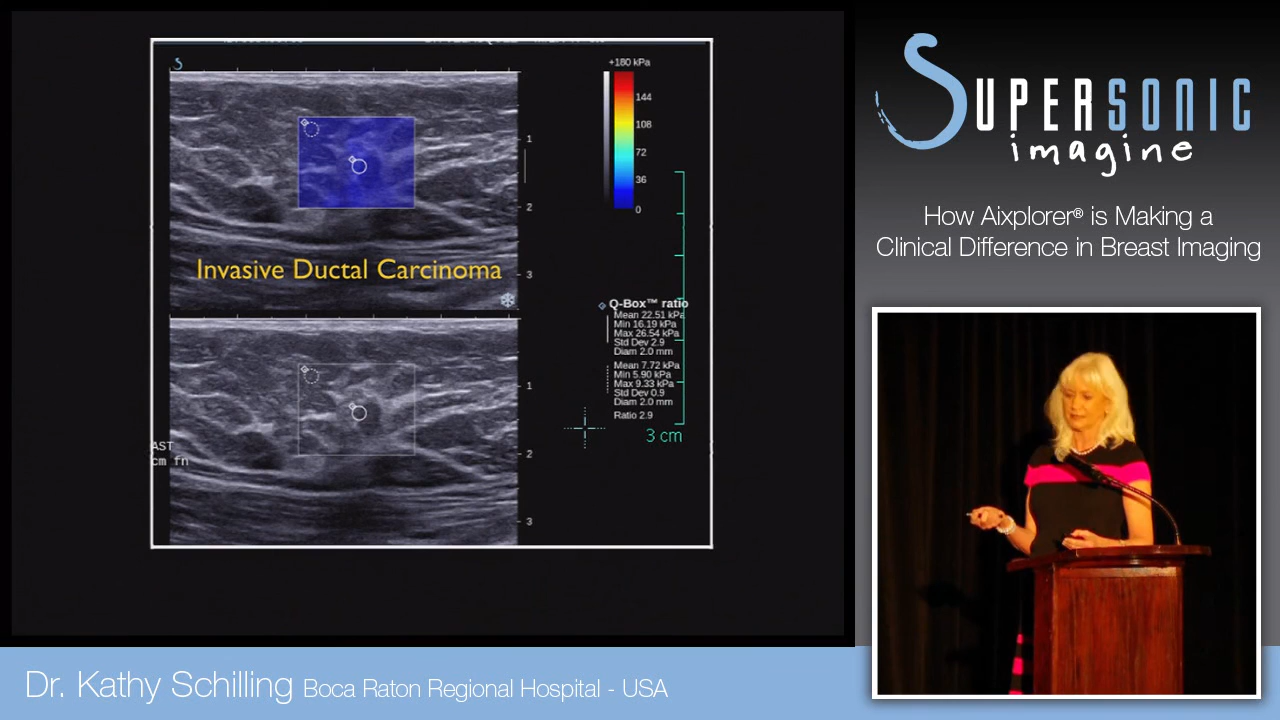 +180 kPa
144
108
72
36
0
1
2
3
Invasive Ductal Carcinoma
Q-Box™ ratio
Mean 22.51 kPa
Min 16.19 kPa
Max 26.54 kPa
Std Dev 2.9
Diam 2.0 mm
Mean 7.72 kPa
Min 5.90 kPa
Max 9.33 kPa
Std Dev 0.9
Diam 2.0 mm
Ratio 2.9
1
2
3
3 cm
AST
cm fn
SUPERSONIC
imagine
How Aixplorer® is Making a
Clinical Difference in Breast Imaging
Dr. Kathy Schilling Boca Raton Regional Hospital - USA